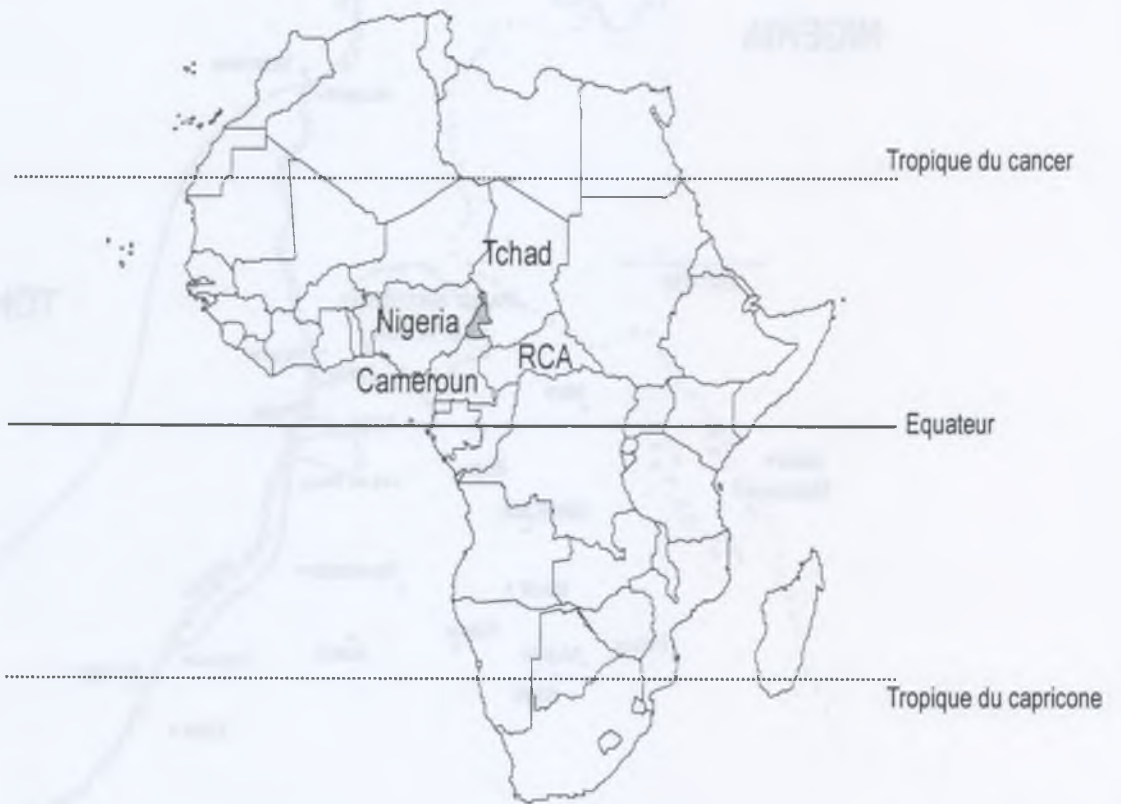 Tropique du cancer
Tchad
Nigeria
RCA
Cameroun
Equateur
Tropique du capricone